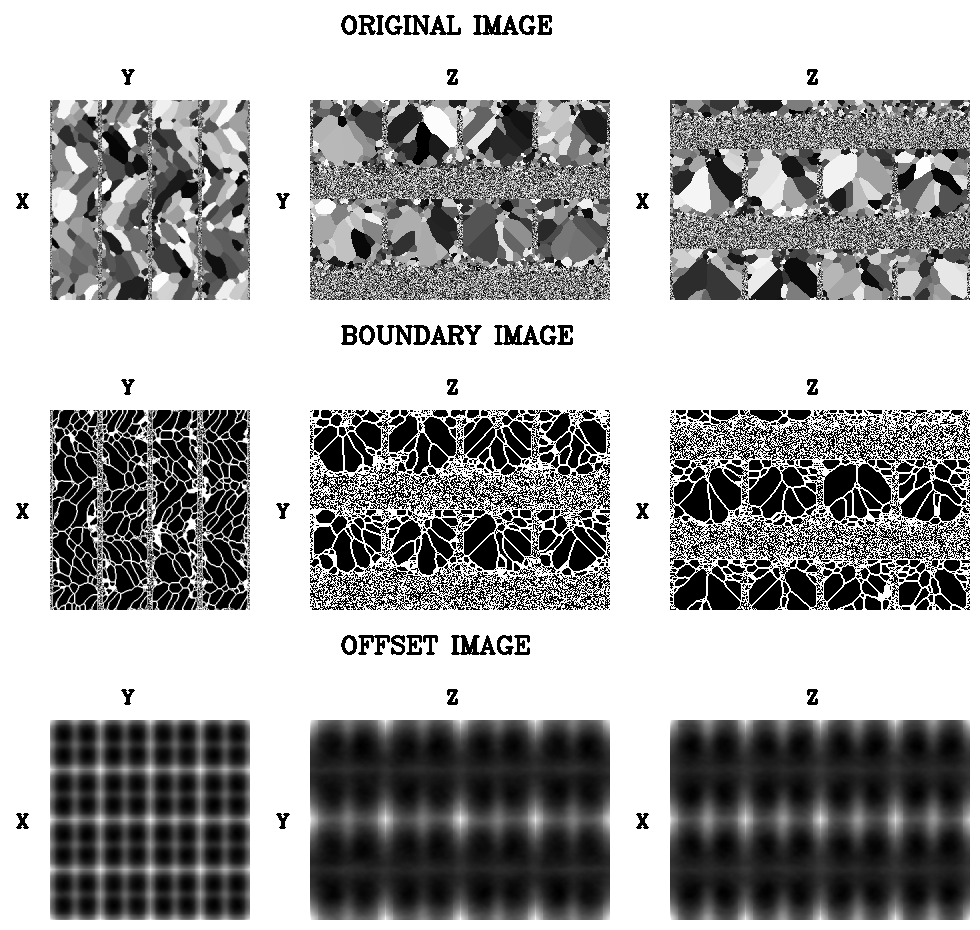 ORIGINAL IMAGE
Y Z Z
X Y X
BOUNDARY IMAGE
Y Z Z
X Y X
OFFSET IMAGE
Y Z Z
X Y X